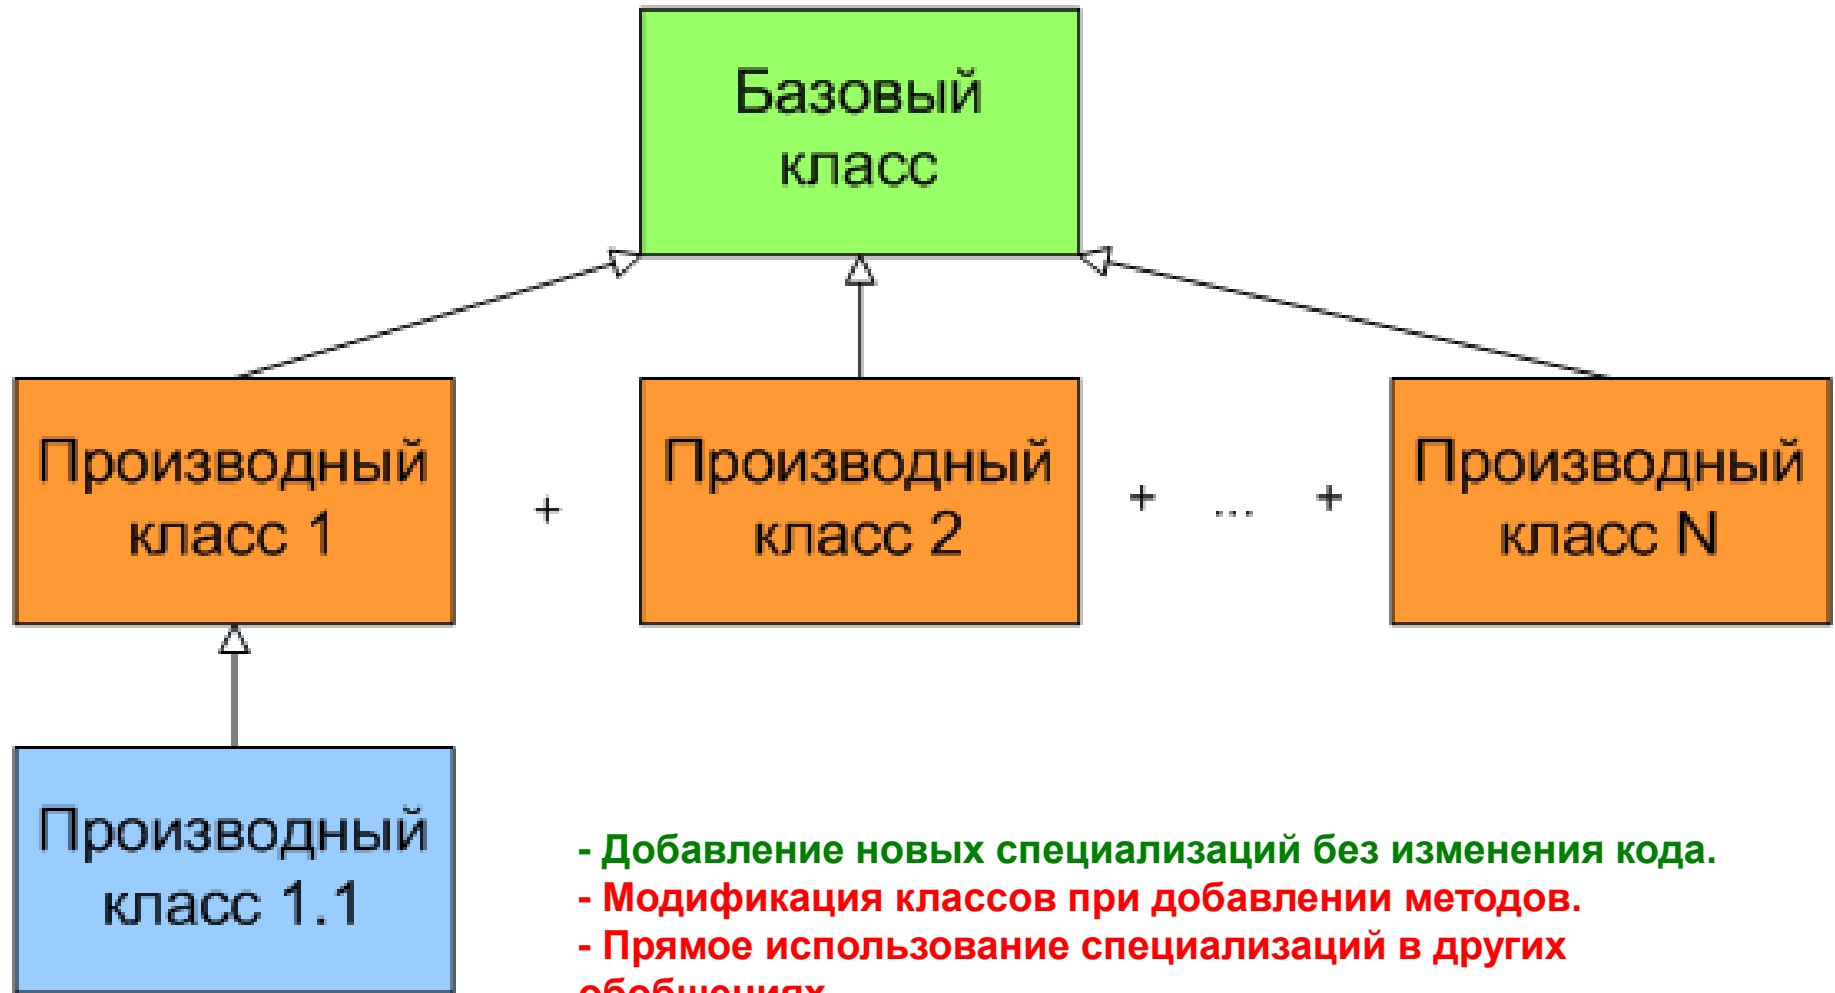 Базовый
класс
Производный
класс 1
+
Производный
класс 2
+ ... +
Производный
класс N
Производный
класс 1.1
- Добавление новых специализаций без изменения кода.
- Модификация классов при добавлении методов.
- Прямое использование специализаций в других
обобщениях